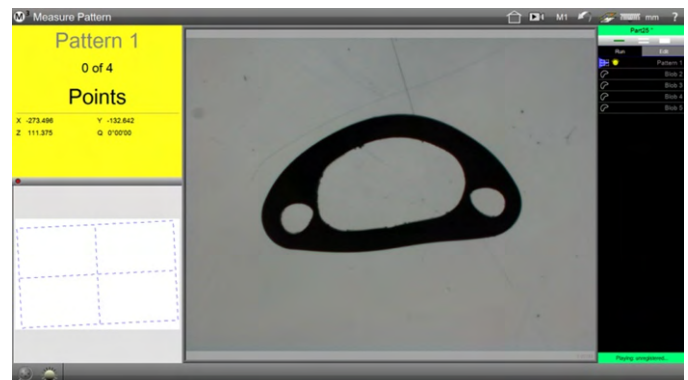 M³ Measure Pattern
M1
mm
?
Pattern 1
0 of 4
Points
X -273.496 Y -132.642
Z 111.375 Q 0°00'00
Part25 *
Run Edit
Pattern 1
Blob 2
Blob 3
Blob 4
Blob 5
Playing unregistered...